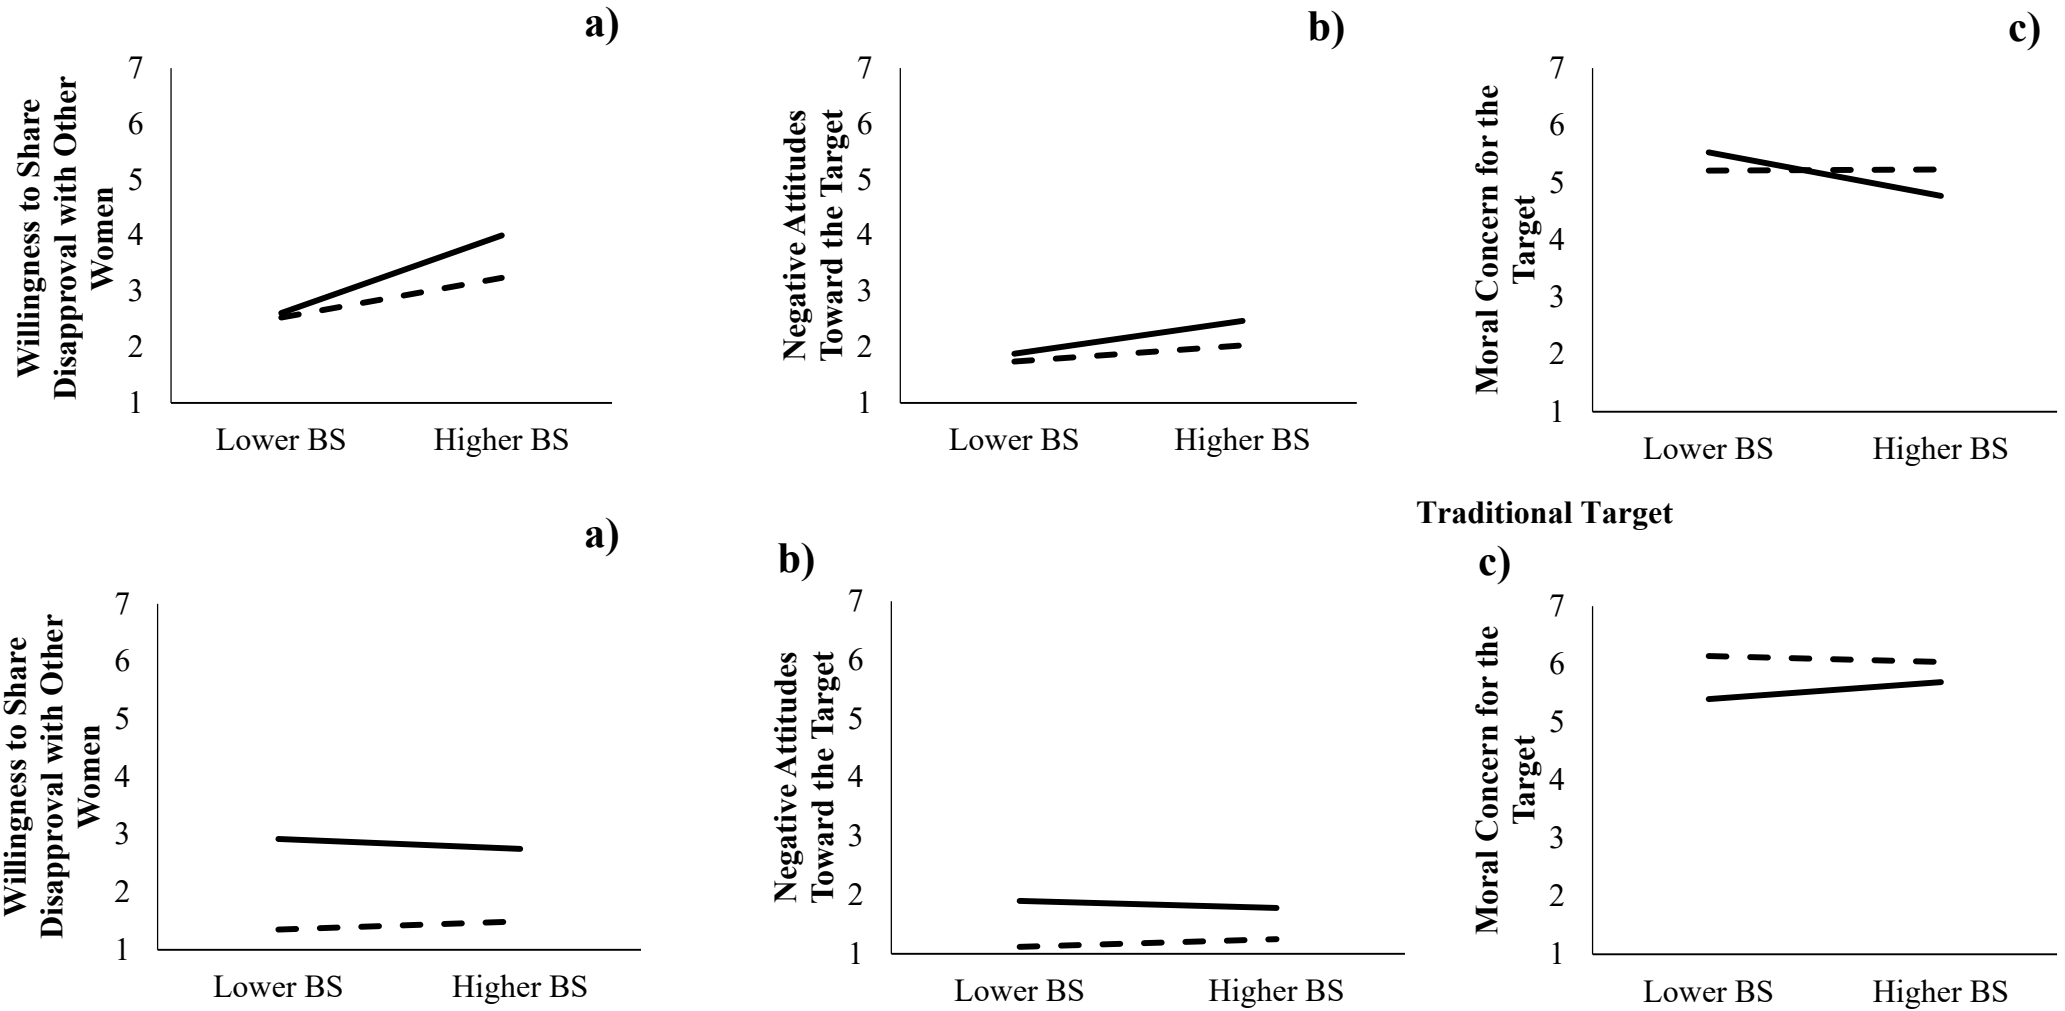 a)
Willingness to Share
Disapproval with Other
Women
7
6
5
4
3
2
1
Lower BS
Higher BS
b)
Negative Attitudes
Toward the Target
7
6
5
4
3
2
1
Lower BS
Higher BS
c)
Moral Concern for the
Target
7
6
5
4
3
2
1
Lower BS
Higher BS
Traditional Target
a)
Willingness to Share
Disapproval with Other
Women
7
6
5
4
3
2
1
Lower BS
Higher BS
b)
Negative Attitudes
Toward the Target
7
6
5
4
3
2
1
Lower BS
Higher BS
c)
Moral Concern for the
Target
7
6
5
4
3
2
1
Lower BS
Higher BS